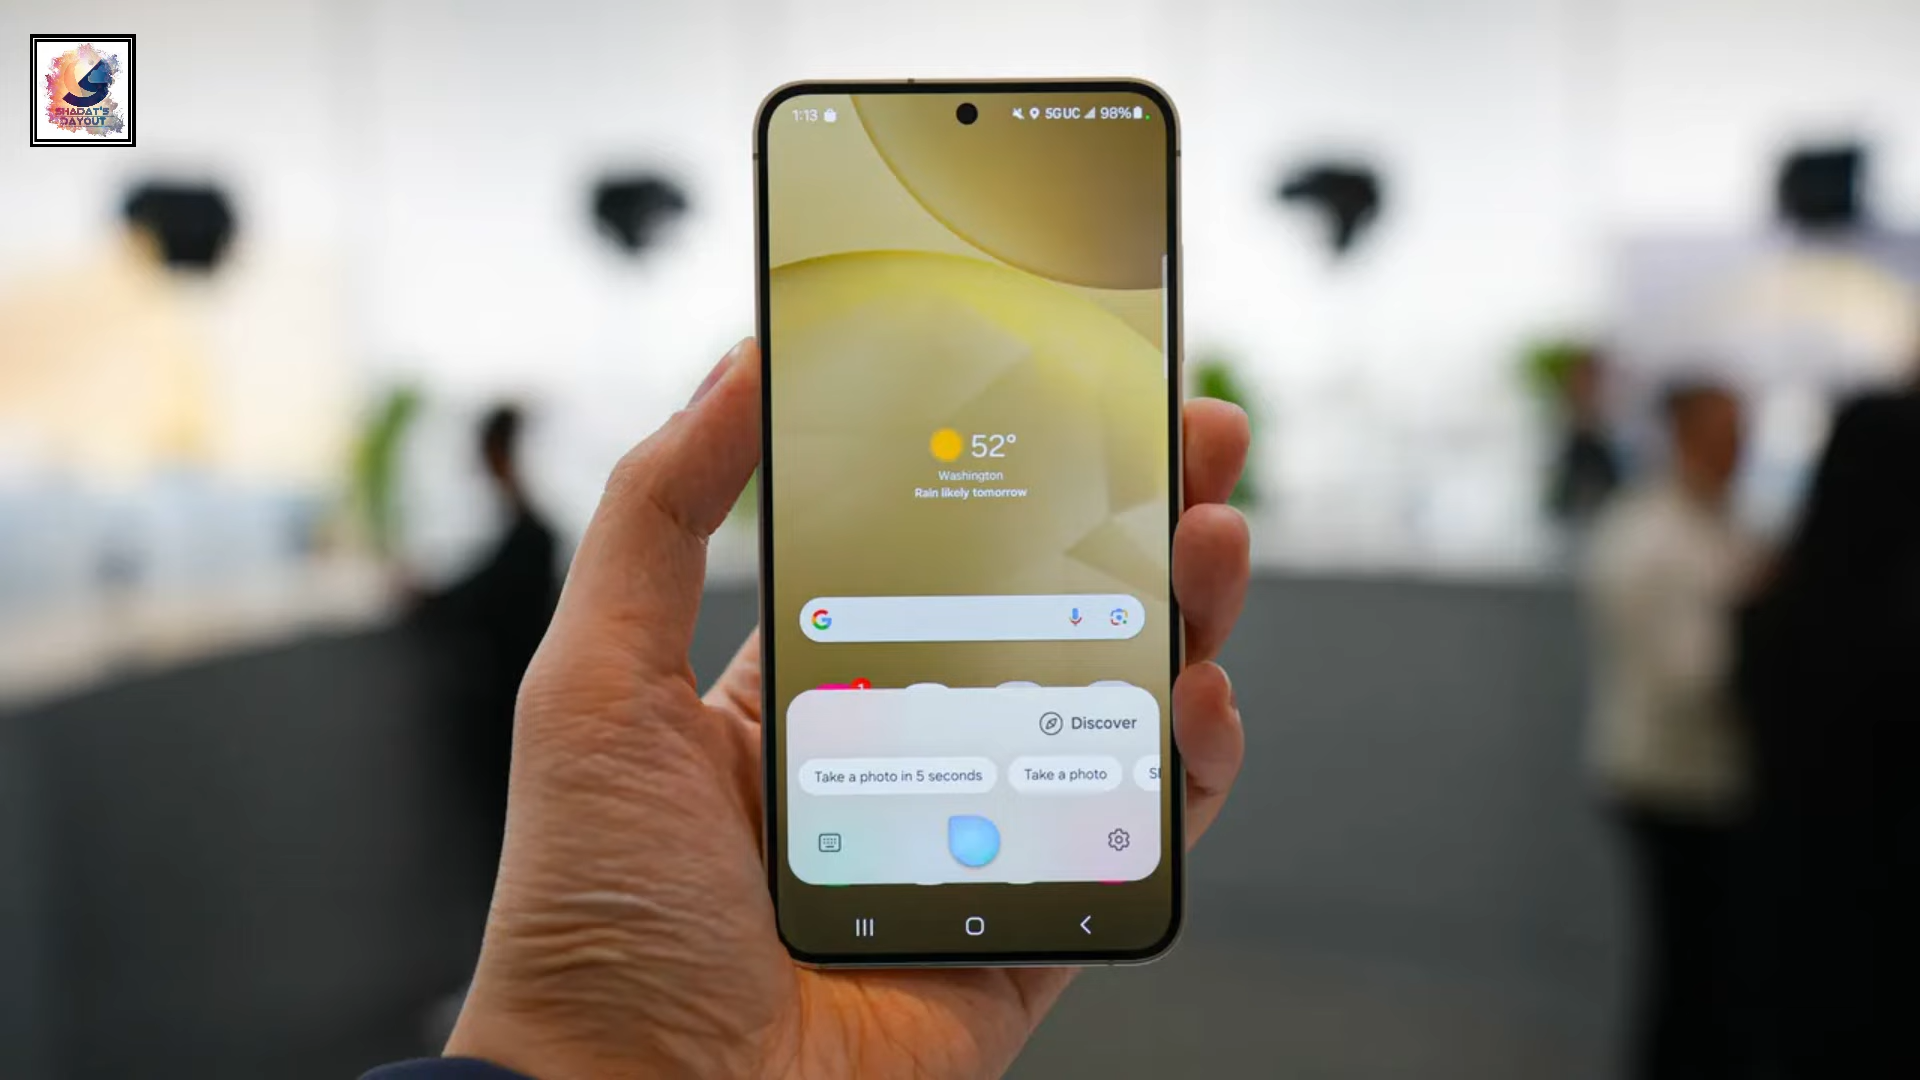 SHADAT'S
DAYOUT
1:13
5GUC 98%
52°
Washington
Rain likely tomorrow
1
Discover
Take a photo in 5 seconds
Take a photo